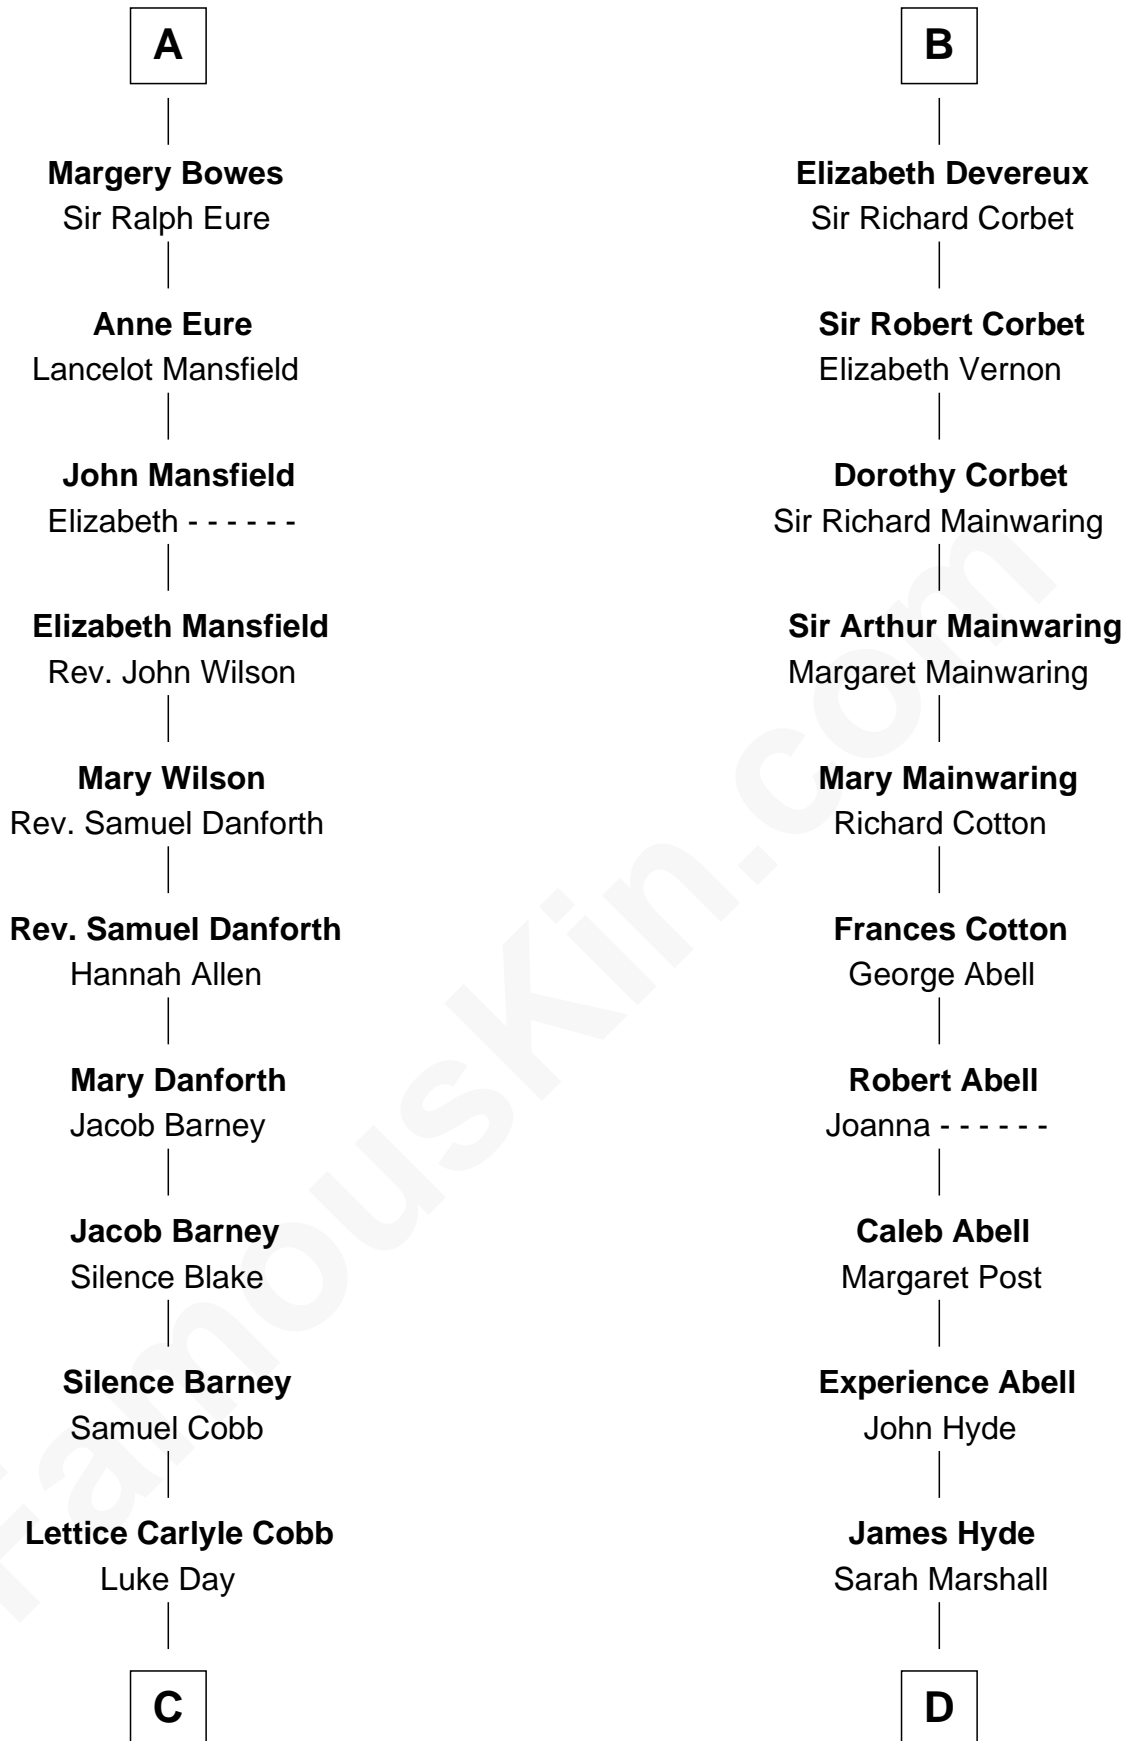 A
Margery Bowes
Sir Ralph Eure
Anne Eure
Lancelot Mansfield
John Mansfield
Elizabeth - - - - - -
Elizabeth Mansfield
Rev. John Wilson
Mary Wilson
Rev. Samuel Danforth
Rev. Samuel Danforth
Hannah Allen
Mary Danforth
Jacob Barney
Jacob Barney
Silence Blake
Silence Barney
Samuel Cobb
Lettice Carlyle Cobb
Luke Day
C
B
Elizabeth Devereux
Sir Richard Corbet
Sir Robert Corbet
Elizabeth Vernon
Dorothy Corbet
Sir Richard Mainwaring
Sir Arthur Mainwaring
Margaret Mainwaring
Mary Mainwaring
Richard Cotton
Frances Cotton
George Abell
Robert Abell
Joanna - - - - - -
Caleb Abell
Margaret Post
Experience Abell
John Hyde
James Hyde
Sarah Marshall
D
FamousKin.com